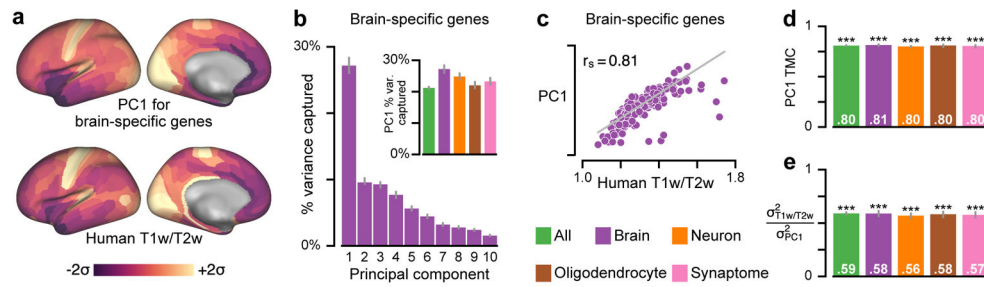 a
PC1 for
brain-specific genes
Human T1w/T2w
-2σ
+2σ
b
Brain-specific genes
30%
% variance captured
0%
1 2 3 4 5 6 7 8 9 10
Principal component
30%
PC1 % var.
captured
0%
c
Brain-specific genes
rs = 0.81
PC1
1.0
1.8
Human T1w/T2w
All
Brain
Neuron
Oligodendrocyte
Synaptome
d
1
PC1 TMC
0
*** *** *** *** ***
.80 .81 .80 .80 .80
e
1
σ²T1w/T2w
σ²PC1
0
*** *** *** *** ***
.59 .58 .56 .58 .57